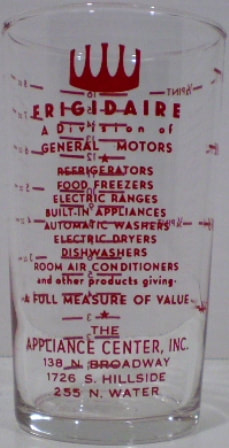 FRIGIDAIRE
A Division of
GENERAL MOTORS
REFRIGERATORS
FOOD FREEZERS
ELECTRIC RANGES
BUILT-IN APPLIANCES
AUTOMATIC WASHERS
ELECTRIC DRYERS
DISHWASHERS
ROOM AIR CONDITIONERS
and other products giving
A FULL MEASURE OF VALUE
THE
APPLIANCE CENTER, INC.
138 N. BROADWAY
1726 S. HILLSIDE
255 N. WATER